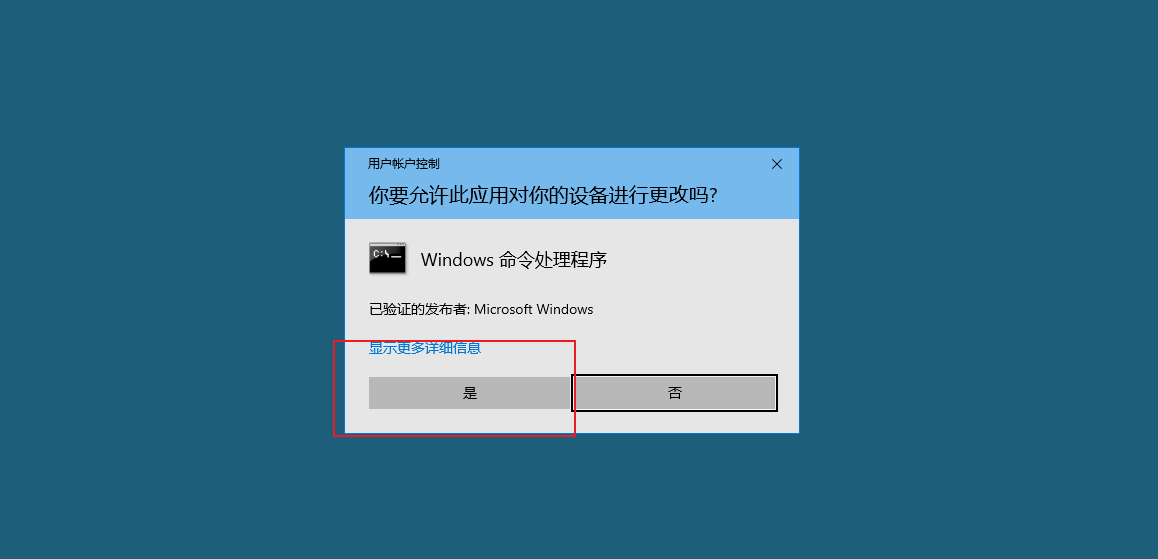 用户帐户控制
你要允许此应用对你的设备进行更改吗?
C:\_
Windows 命令处理程序
已验证的发布者: Microsoft Windows
显示更多详细信息
是
否